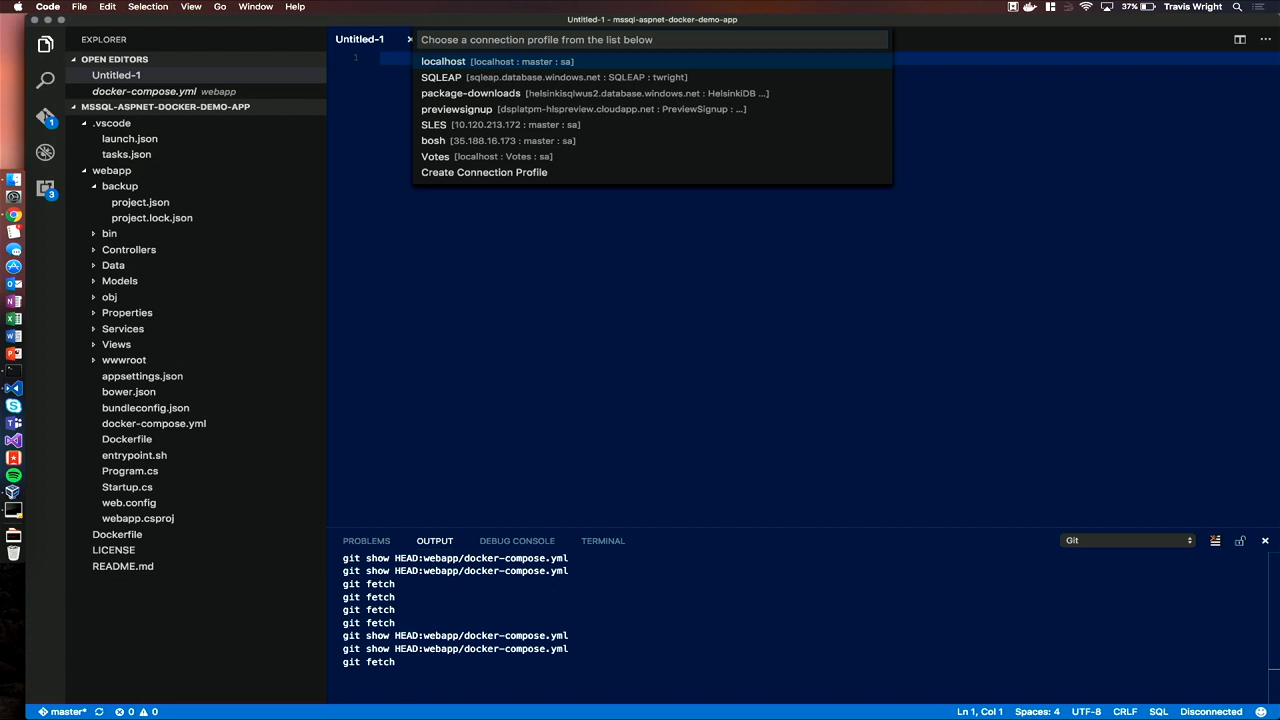 Code File Edit Selection View Go Window Help 37% Travis Wright
Untitled-1 - mssql-aspnet-docker-demo-app
EXPLORER
OPEN EDITORS
Untitled-1
docker-compose.yml webapp
MSSQL-ASPNET-DOCKER-DEMO-APP
.vscode
launch.json
tasks.json
webapp
backup
project.json
project.lock.json
bin
Controllers
Data
Models
obj
Properties
Services
Views
wwwroot
appsettings.json
bower.json
bundleconfig.json
docker-compose.yml
Dockerfile
entrypoint.sh
Program.cs
Startup.cs
web.config
webapp.csproj
Dockerfile
LICENSE
README.md
1
3
Untitled-1
1
Choose a connection profile from the list below
localhost [localhost : master : sa]
SQLEAP [sqleap.database.windows.net : SQLEAP : twright]
package-downloads [helsinkisqlwus2.database.windows.net : HelsinkiDB ...]
previewsignup [dsplatpm-hlspreview.cloudapp.net : PreviewSignup : ...]
SLES [10.120.213.172 : master : sa]
bosh [35.188.16.173 : master : sa]
Votes [localhost : Votes : sa]
Create Connection Profile
PROBLEMS OUTPUT DEBUG CONSOLE TERMINAL Git
git show HEAD:webapp/docker-compose.yml
git show HEAD:webapp/docker-compose.yml
git fetch
git fetch
git fetch
git fetch
git show HEAD:webapp/docker-compose.yml
git show HEAD:webapp/docker-compose.yml
git fetch
master* 0 0 Ln 1, Col 1 Spaces: 4 UTF-8 CRLF SQL Disconnected